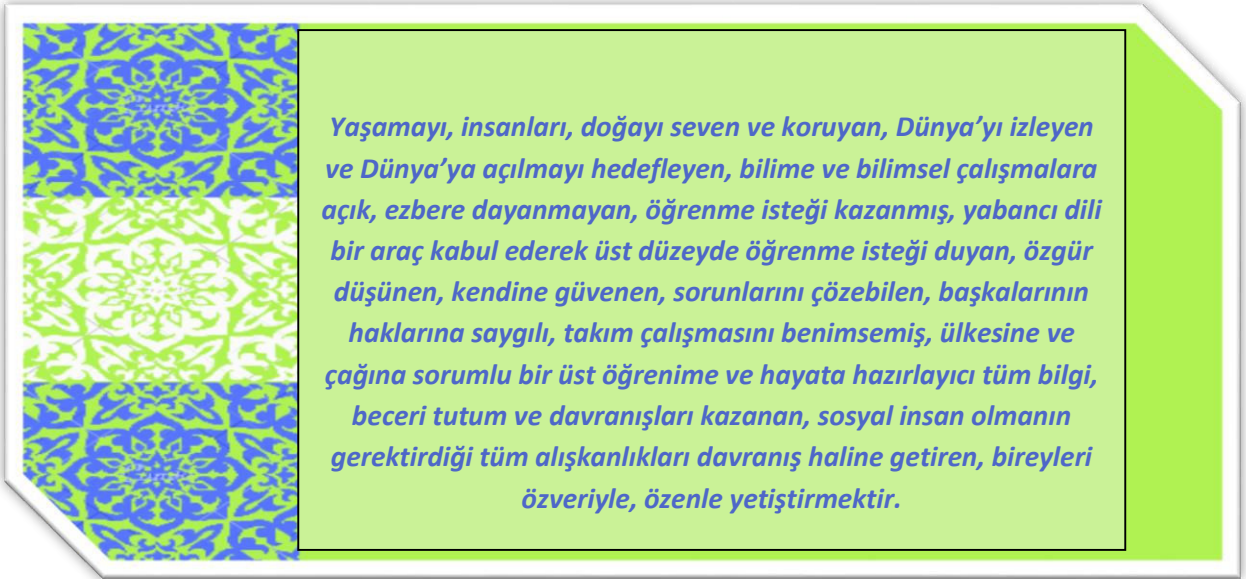 Yaşamayı, insanları, doğayı seven ve koruyan, Dünya’yı izleyen
ve Dünya’ya açılmayı hedefleyen, bilime ve bilimsel çalışmalara
açık, ezbere dayanmayan, öğrenme isteği kazanmış, yabancı dili
bir araç kabul ederek üst düzeyde öğrenme isteği duyan, özgür
düşünen, kendine güvenen, sorunlarını çözebilen, başkalarının
haklarına saygılı, takım çalışmasını benimsemiş, ülkesine ve
çağına sorumlu bir üst öğrenime ve hayata hazırlayıcı tüm bilgi,
beceri tutum ve davranışları kazanan, sosyal insan olmanın
gerektirdiği tüm alışkanlıkları davranış haline getiren, bireyleri
özveriyle, özenle yetiştirmektir.